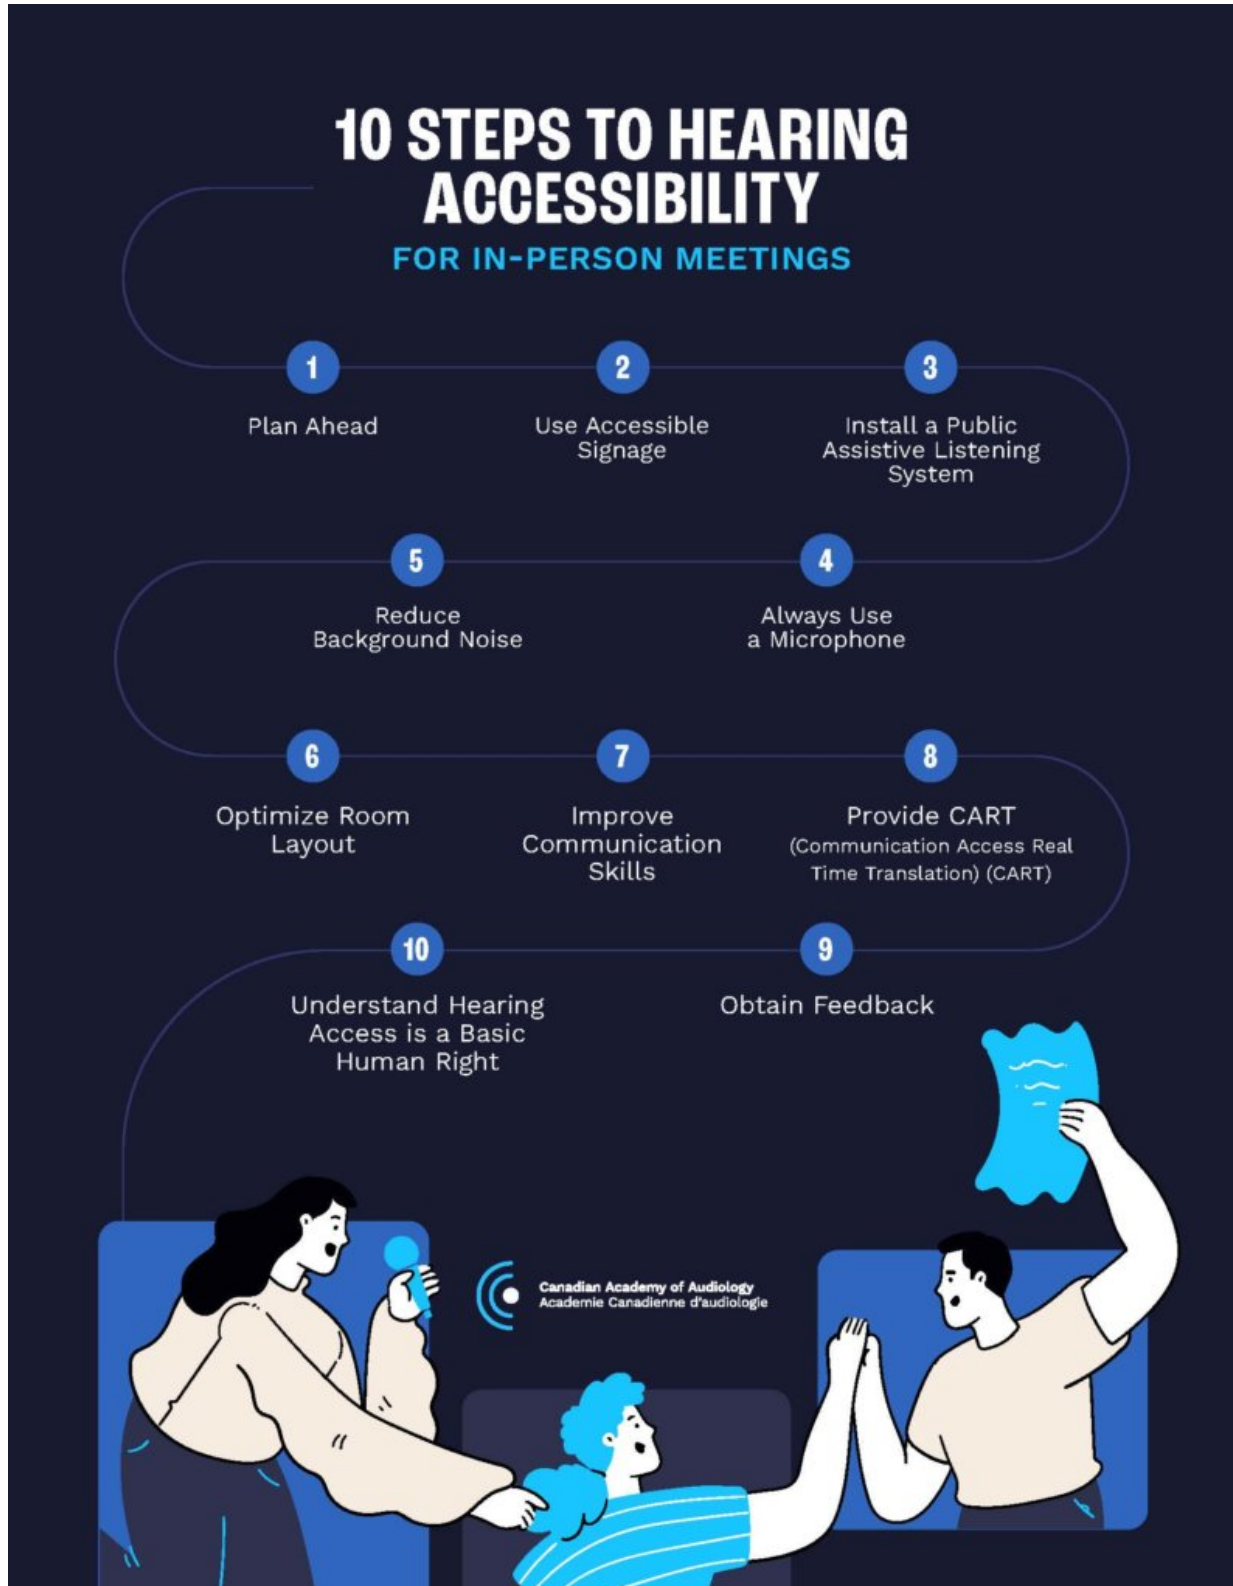 10 STEPS TO HEARING
ACCESSIBILITY
FOR IN-PERSON MEETINGS
1
Plan Ahead
2
Use Accessible
Signage
3
Install a Public
Assistive Listening
System
4
Always Use
a Microphone
5
Reduce
Background Noise
6
Optimize Room
Layout
7
Improve
Communication
Skills
8
Provide CART
(Communication Access Real
Time Translation) (CART)
9
Obtain Feedback
10
Understand Hearing
Access is a Basic
Human Right
Canadian Academy of Audiology
Academie Canadienne d'audiologie